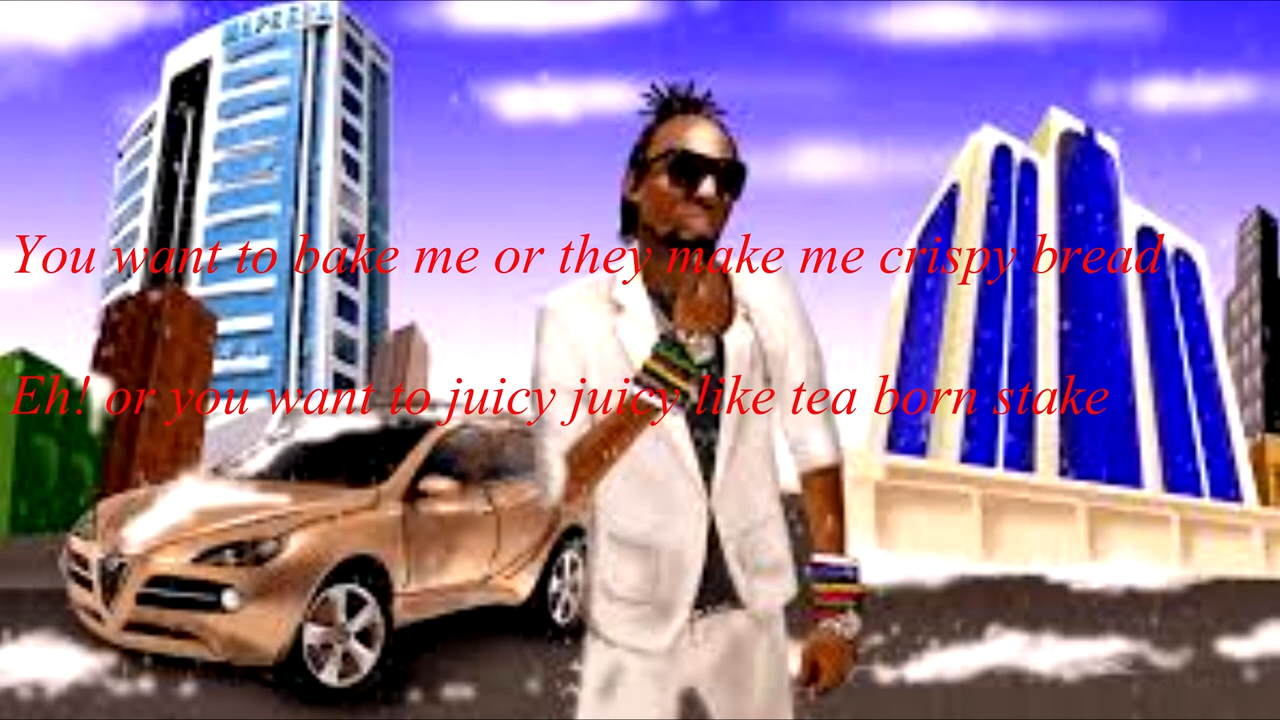 You want to bake me or they make me crispy bread
Eh! or you want to juicy juicy like tea born stake